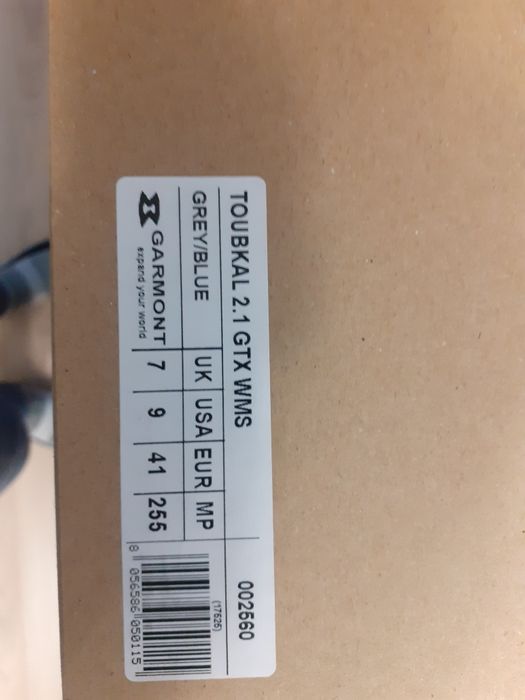 TOUBKAL 2.1 GTX WMS
002560
GREY/BLUE
UK USA EUR MP
(17626)
GARMONT
expand your world
7 9 41 255
8 056586 050115